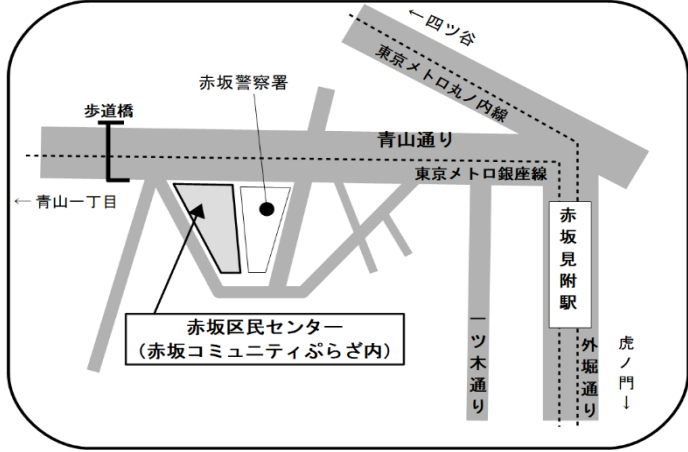 ←四ツ谷
東京メトロ丸ノ内線
赤坂警察署
歩道橋
青山通り
東京メトロ銀座線
←青山一丁目
赤坂見附駅
赤坂区民センター
(赤坂コミュニティぷらざ内)
一ツ木通り
外堀通り
虎ノ門→